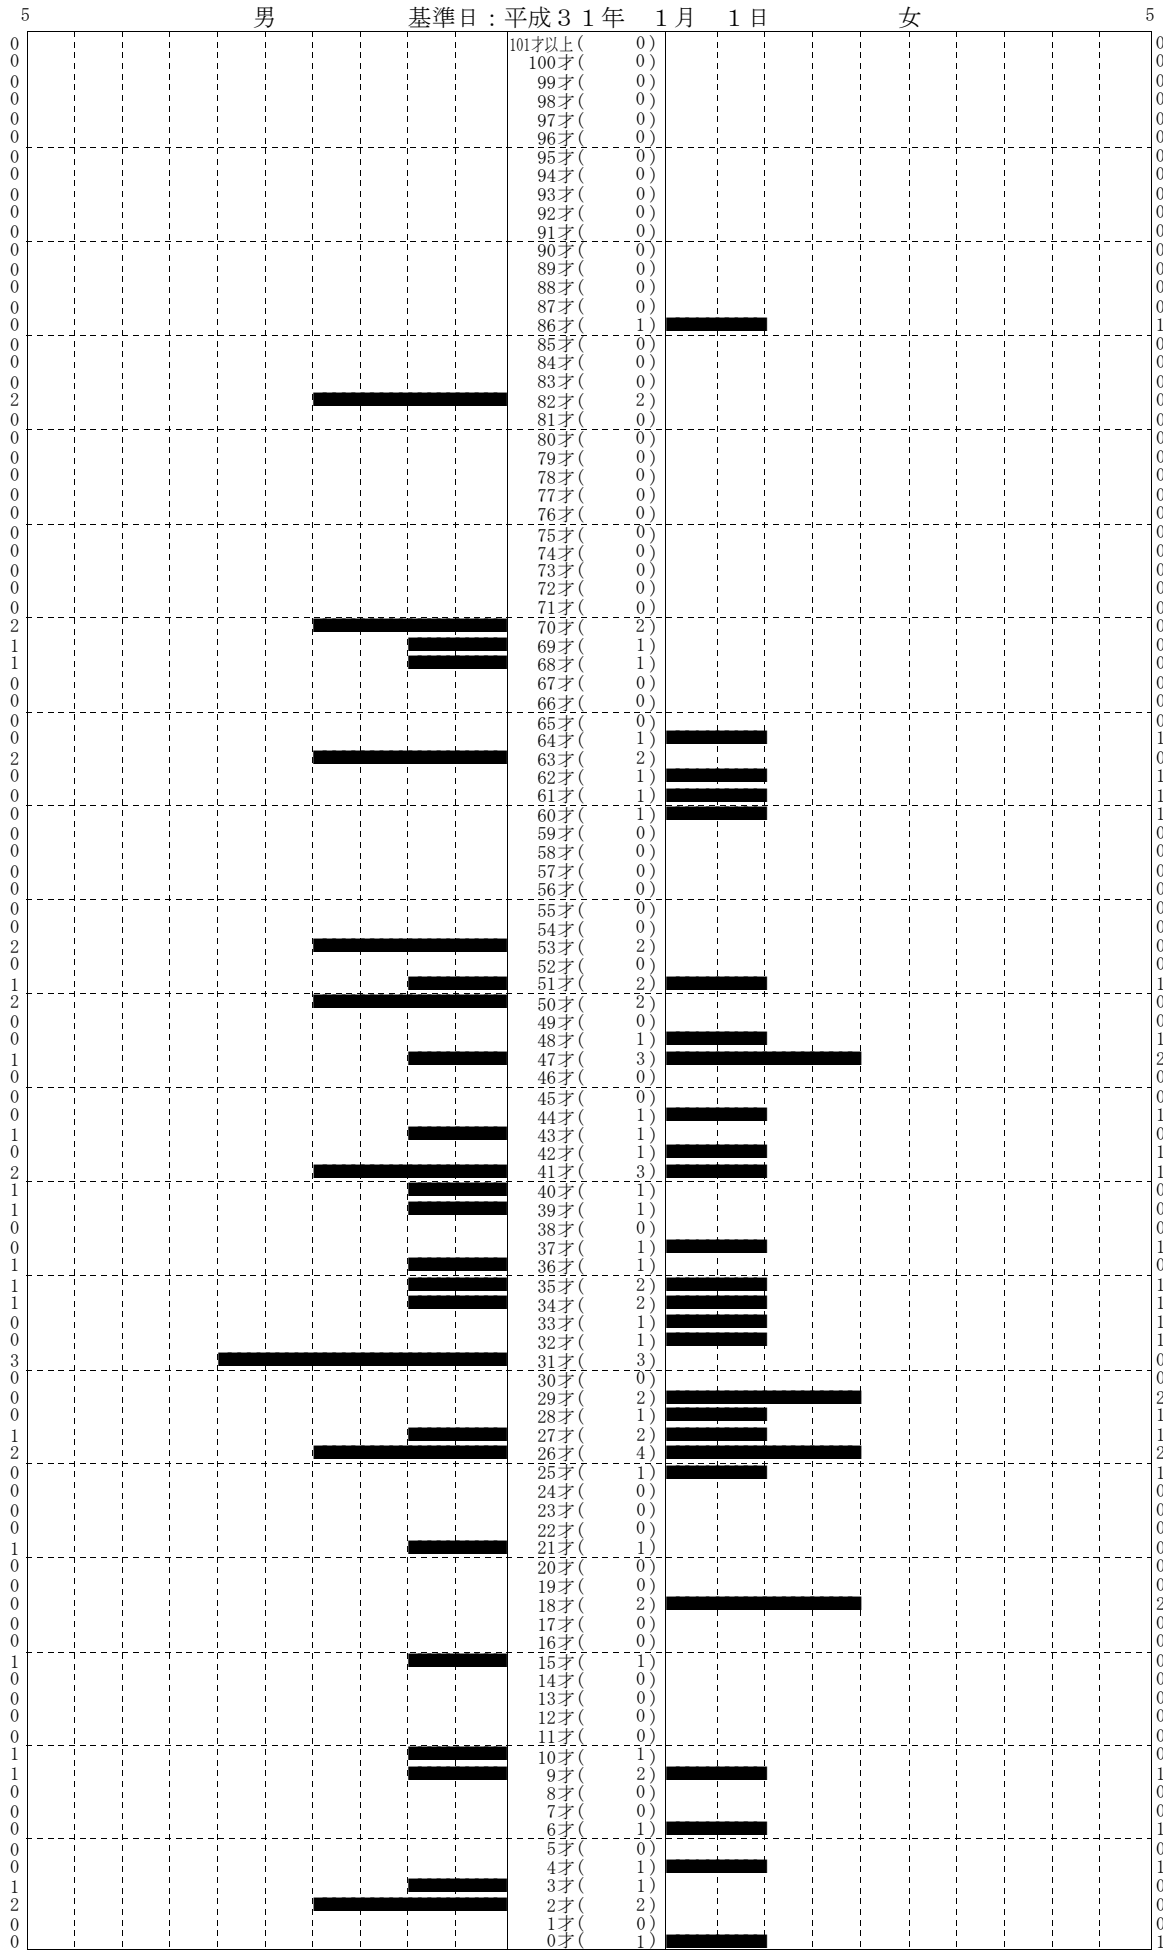 5 男 基準日：平成３１年 １月 １日 女 5
0 101才以上( 0) 0
0 100才( 0) 0
0 99才( 0) 0
0 98才( 0) 0
0 97才( 0) 0
0 96才( 0) 0
0 95才( 0) 0
0 94才( 0) 0
0 93才( 0) 0
0 92才( 0) 0
0 91才( 0) 0
0 90才( 0) 0
0 89才( 0) 0
0 88才( 0) 0
0 87才( 0) 0
0 86才( 1) 1
0 85才( 0) 0
0 84才( 0) 0
0 83才( 0) 0
2 82才( 2) 0
0 81才( 0) 0
0 80才( 0) 0
0 79才( 0) 0
0 78才( 0) 0
0 77才( 0) 0
0 76才( 0) 0
0 75才( 0) 0
0 74才( 0) 0
0 73才( 0) 0
0 72才( 0) 0
0 71才( 0) 0
2 70才( 2) 0
1 69才( 1) 0
1 68才( 1) 0
0 67才( 0) 0
0 66才( 0) 0
0 65才( 0) 0
0 64才( 1) 1
2 63才( 2) 0
0 62才( 1) 1
0 61才( 1) 1
0 60才( 1) 1
0 59才( 0) 0
0 58才( 0) 0
0 57才( 0) 0
0 56才( 0) 0
0 55才( 0) 0
0 54才( 0) 0
2 53才( 2) 0
0 52才( 0) 0
1 51才( 2) 1
2 50才( 2) 0
0 49才( 0) 0
0 48才( 1) 1
1 47才( 3) 2
0 46才( 0) 0
0 45才( 0) 0
0 44才( 1) 1
1 43才( 1) 0
0 42才( 1) 1
2 41才( 3) 1
1 40才( 1) 0
1 39才( 1) 0
0 38才( 0) 0
0 37才( 1) 1
1 36才( 1) 0
1 35才( 2) 1
1 34才( 2) 1
0 33才( 1) 1
0 32才( 1) 1
3 31才( 3) 0
0 30才( 0) 0
0 29才( 2) 2
0 28才( 1) 1
1 27才( 2) 1
2 26才( 4) 2
0 25才( 1) 1
0 24才( 0) 0
0 23才( 0) 0
0 22才( 0) 0
1 21才( 1) 0
0 20才( 0) 0
0 19才( 0) 0
0 18才( 2) 2
0 17才( 0) 0
0 16才( 0) 0
1 15才( 1) 0
0 14才( 0) 0
0 13才( 0) 0
0 12才( 0) 0
0 11才( 0) 0
1 10才( 1) 0
1 9才( 2) 1
0 8才( 0) 0
0 7才( 0) 0
0 6才( 1) 1
0 5才( 0) 0
0 4才( 1) 1
1 3才( 1) 0
2 2才( 2) 0
0 1才( 0) 0
0 0才( 1) 1